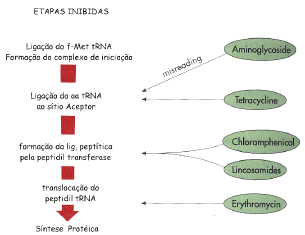 ETAPAS INIBIDAS
Ligação do f-Met tRNA
Formação do complexo de iniciação
Aminoglycoside
misreading
Ligação do aa tRNA
ao sítio Aceptor
Tetracycline
formação da lig. peptítica
pela peptidil transferase
Chloramphenicol
Lincosamides
translocação do
peptidil tRNA
Erythromycin
Síntese Protéica